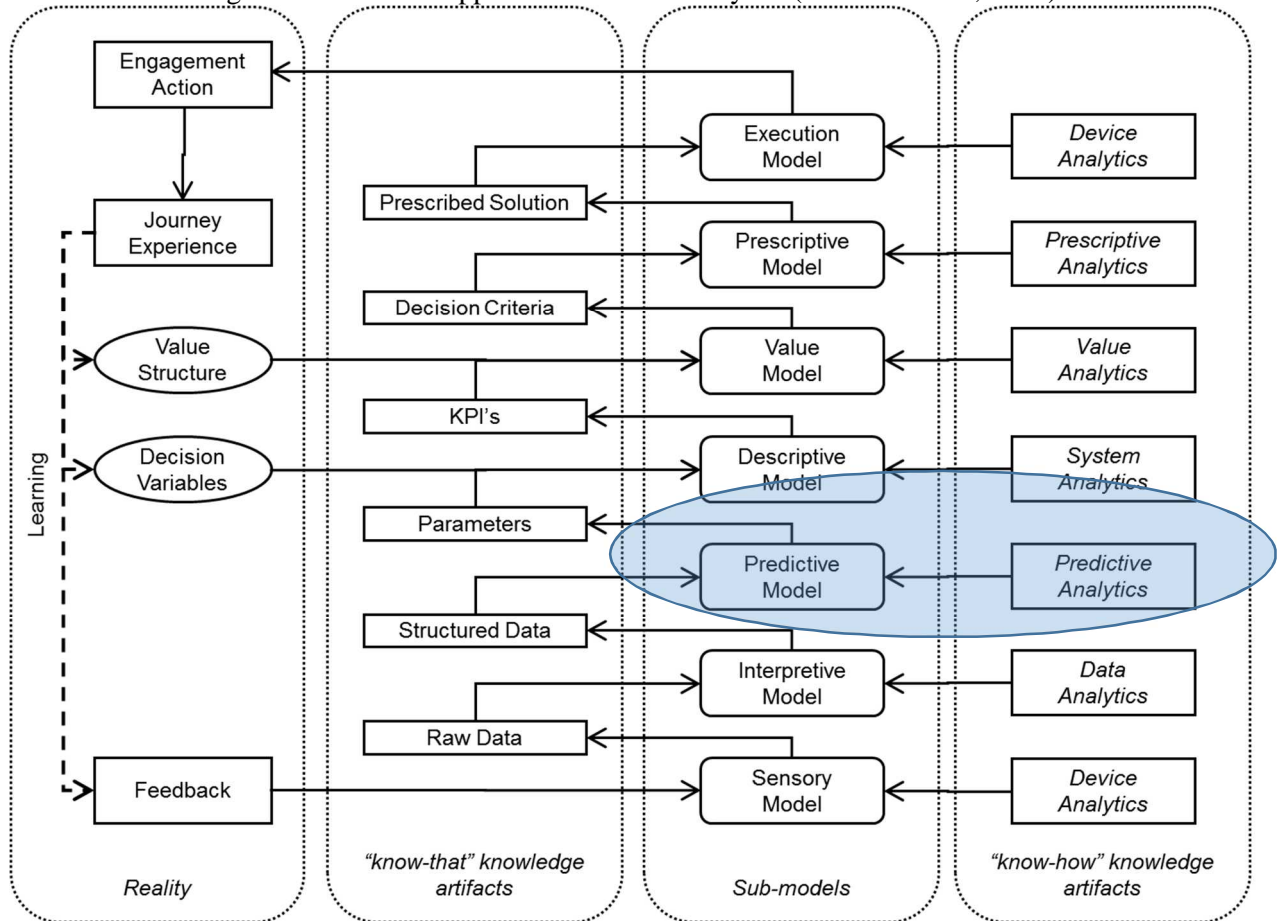 Engagement
Action
Journey
Experience
Value
Structure
Decision
Variables
Learning
Feedback
Reality
Prescribed Solution
Decision Criteria
KPI's
Parameters
Structured Data
Raw Data
“know-that” knowledge
artifacts
Execution
Model
Prescriptive
Model
Value
Model
Descriptive
Model
Predictive
Model
Interpretive
Model
Sensory
Model
Sub-models
Device
Analytics
Prescriptive
Analytics
Value
Analytics
System
Analytics
Predictive
Analytics
Data
Analytics
Device
Analytics
“know-how” knowledge
artifacts